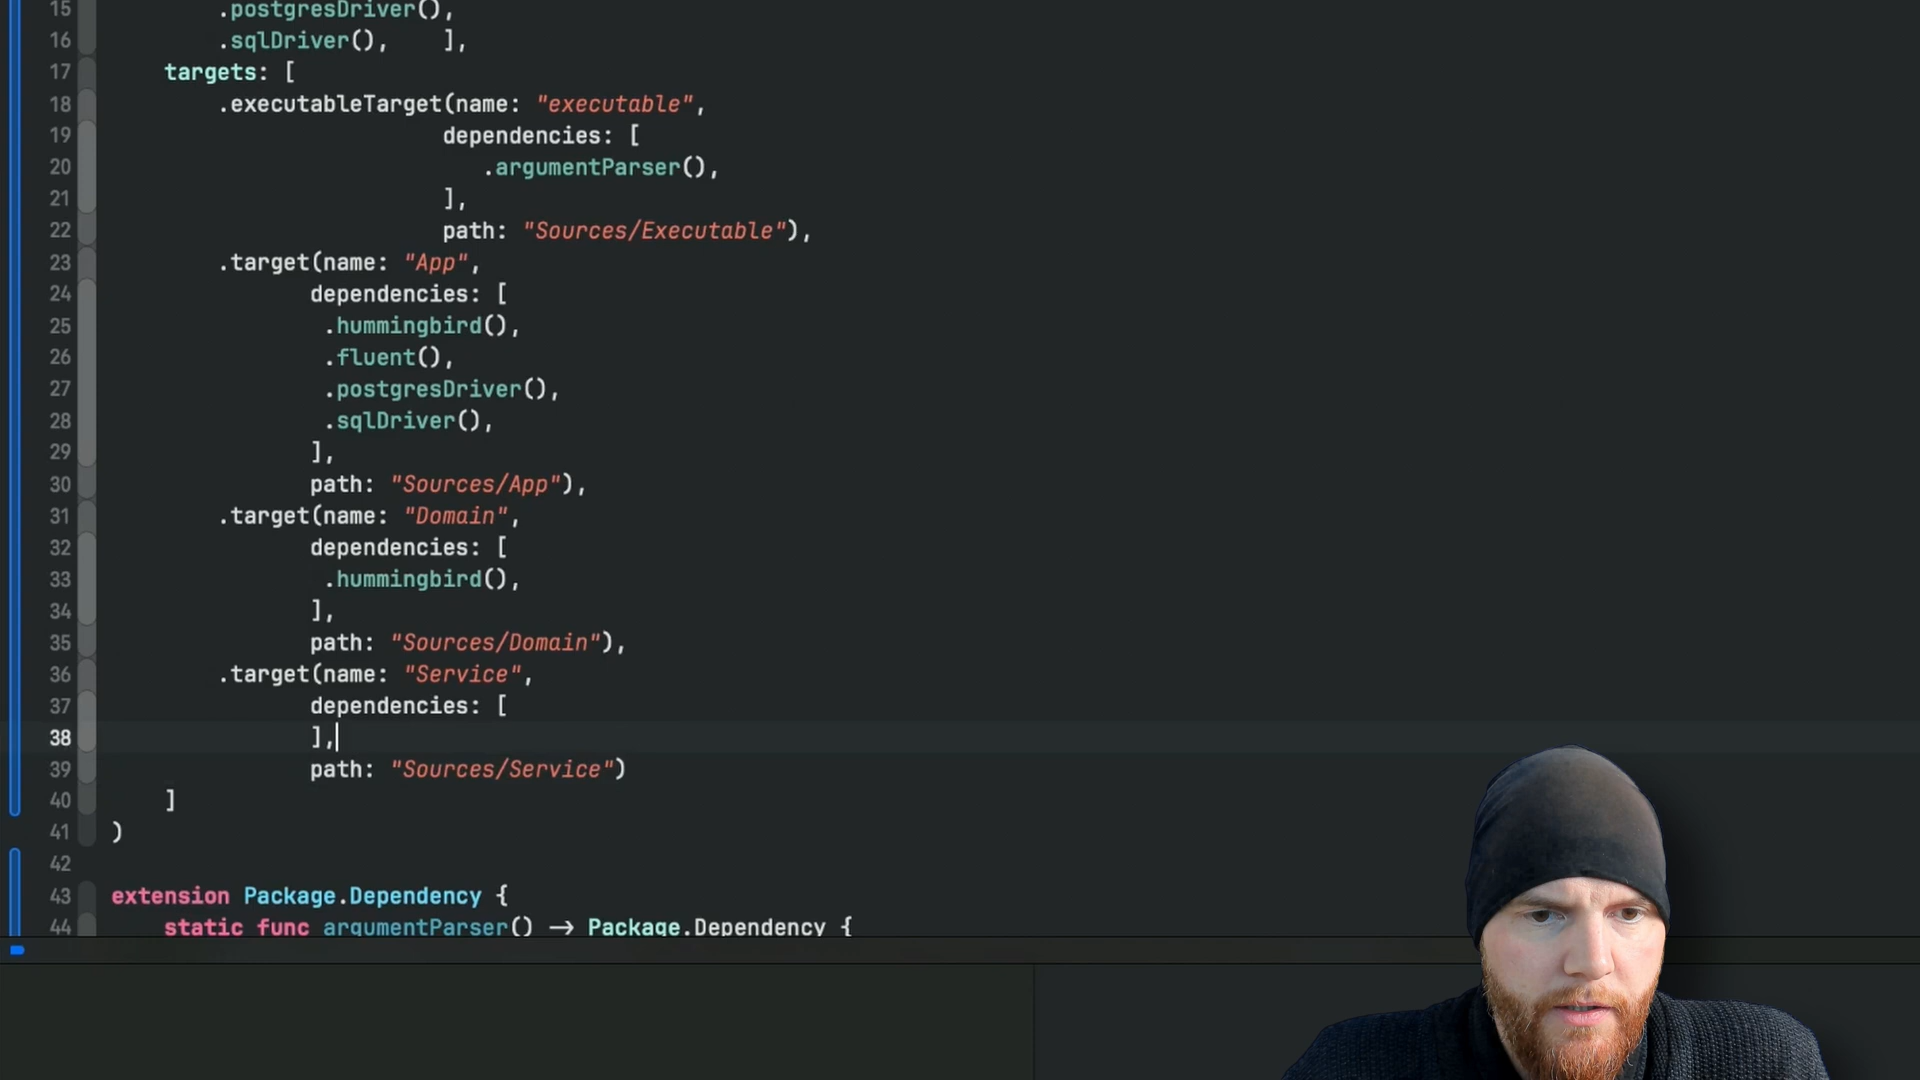 15 .postgresDriver(),
16 .sqlDriver(), ],
17 targets: [
18 .executableTarget(name: "executable",
19 dependencies: [
20 .argumentParser(),
21 ],
22 path: "Sources/Executable"),
23 .target(name: "App",
24 dependencies: [
25 .hummingbird(),
26 .fluent(),
27 .postgresDriver(),
28 .sqlDriver(),
29 ],
30 path: "Sources/App"),
31 .target(name: "Domain",
32 dependencies: [
33 .hummingbird(),
34 ],
35 path: "Sources/Domain"),
36 .target(name: "Service",
37 dependencies: [
38 ],
39 path: "Sources/Service")
40 ]
41 )
42
43 extension Package.Dependency {
44 static func argumentParser() -> Package.Dependency {